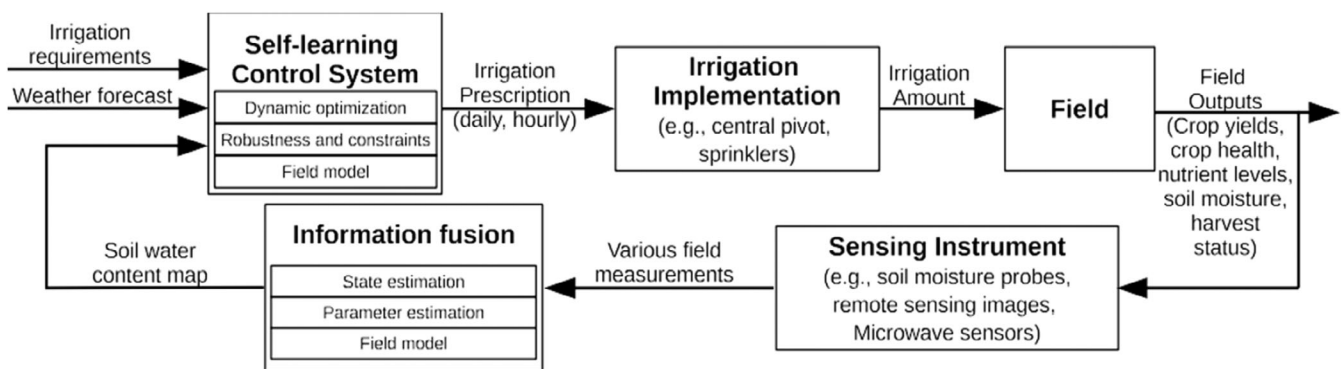 Irrigation
requirements
Weather forecast
Self-learning
Control System
Dynamic optimization
Robustness and constraints
Field model
Irrigation
Prescription
(daily, hourly)
Irrigation
Implementation
(e.g., central pivot,
sprinklers)
Irrigation
Amount
Field
Field
Outputs
(Crop yields,
crop health,
nutrient levels,
soil moisture,
harvest
status)
Soil water
content map
Information fusion
State estimation
Parameter estimation
Field model
Various field
measurements
Sensing Instrument
(e.g., soil moisture probes,
remote sensing images,
Microwave sensors)